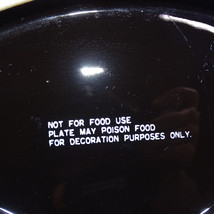 NOT FOR FOOD USE
PLATE MAY POISON FOOD
FOR DECORATION PURPOSES ONLY.